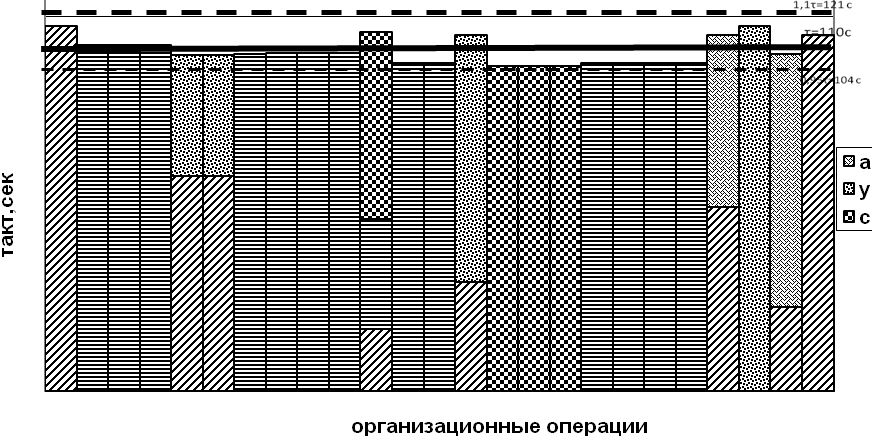 1,1τ=121 с
τ=110с
104 с
такт,сек
а
у
с
организационные операции